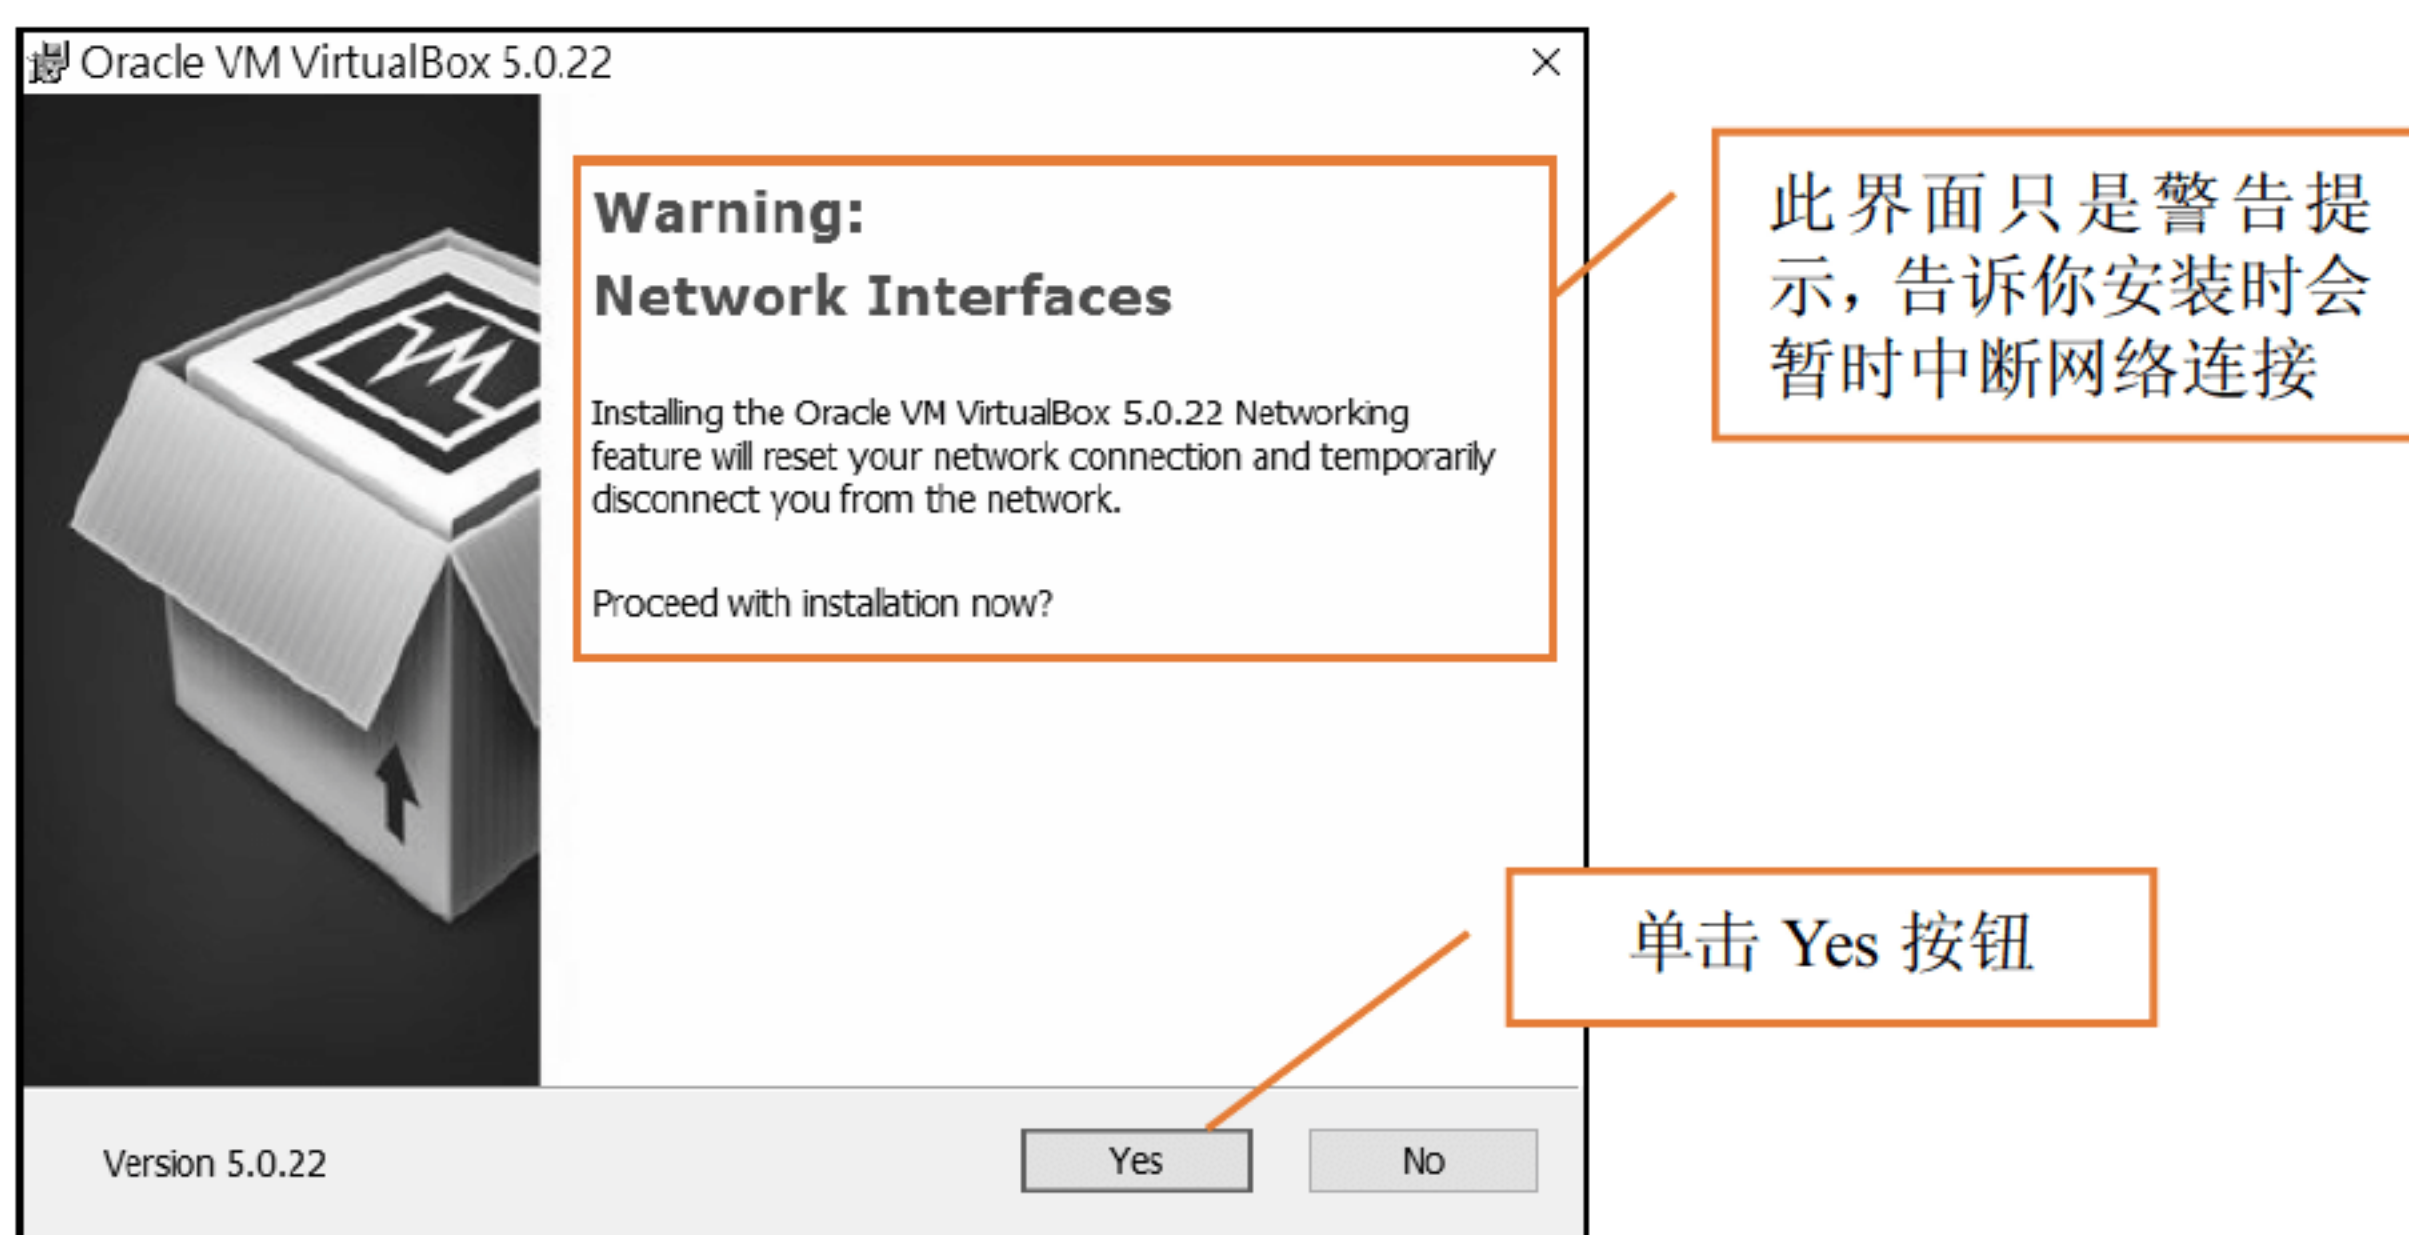 Oracle VM VirtualBox 5.0.22
Warning:
Network Interfaces
Installing the Oracle VM VirtualBox 5.0.22 Networking
feature will reset your network connection and temporarily
disconnect you from the network.
Proceed with installation now?
此界面只是警告提
示，告诉你安装时会
暂时中断网络连接
单击 Yes 按钮
Version 5.0.22
Yes
No